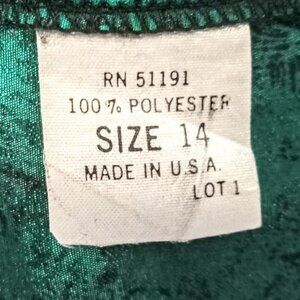 RN 51191
100% POLYESTER
SIZE 14
MADE IN U.S.A.
LOT 1